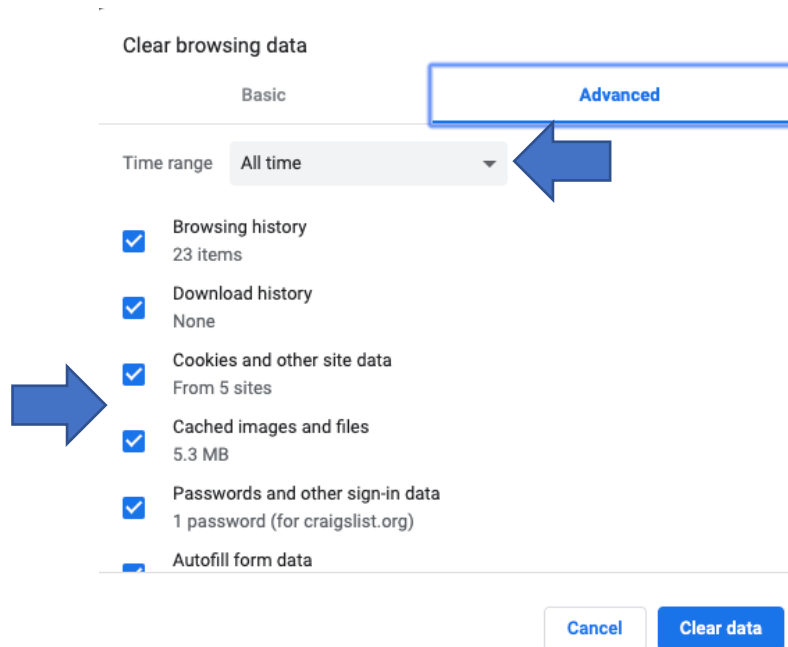 Clear browsing data
Basic
Advanced
Time range
All time
Browsing history
23 items
Download history
None
Cookies and other site data
From 5 sites
Cached images and files
5.3 MB
Passwords and other sign-in data
1 password (for craigslist.org)
Autofill form data
Cancel
Clear data